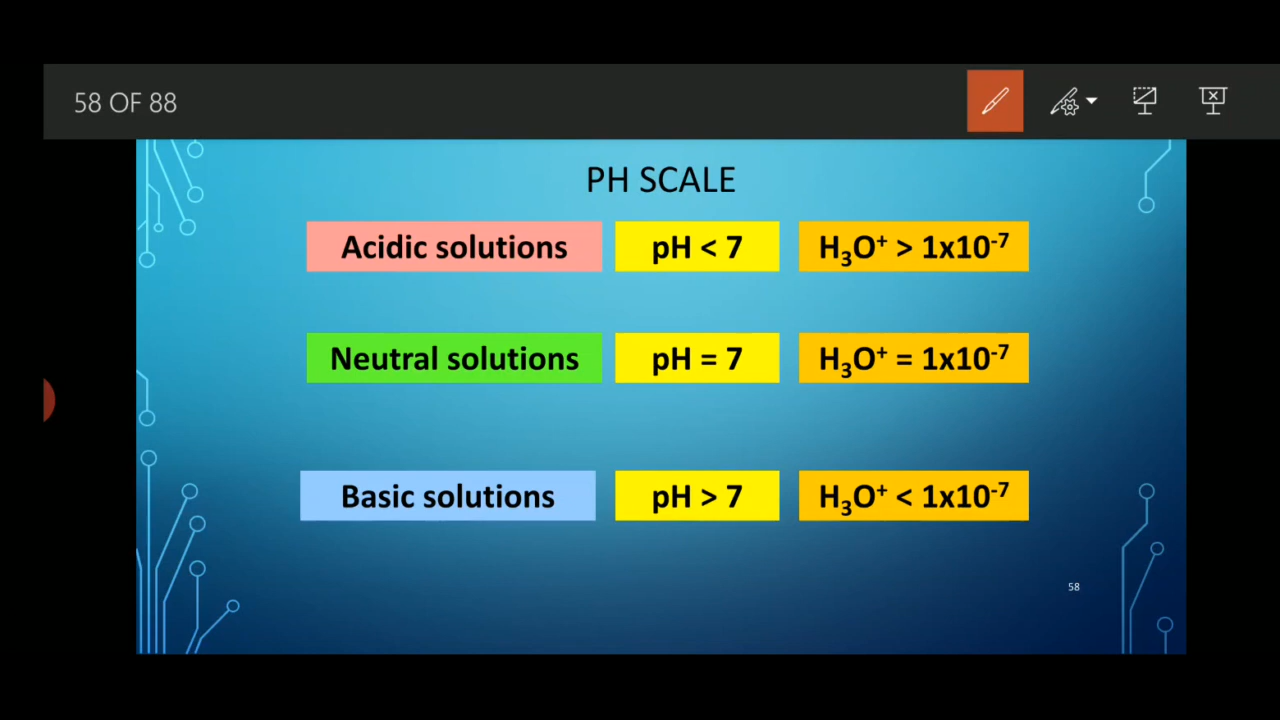 58 OF 88
PH SCALE
Acidic solutions pH < 7 H₃O⁺ > 1x10⁻⁷
Neutral solutions pH = 7 H₃O⁺ = 1x10⁻⁷
Basic solutions pH > 7 H₃O⁺ < 1x10⁻⁷
58